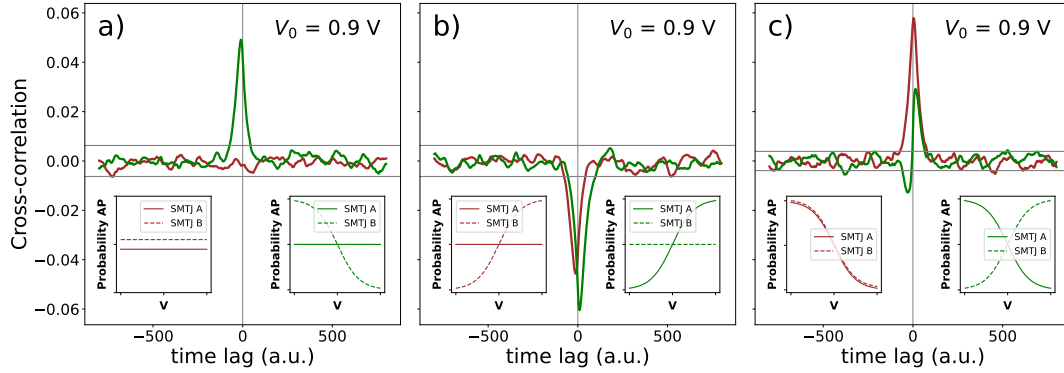 a)
V₀ = 0.9 V
b)
V₀ = 0.9 V
c)
V₀ = 0.9 V
Cross-correlation
0.06
0.04
0.02
0.00
−0.02
−0.04
−0.06
Probability AP
SMTJ A
SMTJ B
V
Probability AP
SMTJ A
SMTJ B
V
Probability AP
SMTJ A
SMTJ B
V
Probability AP
SMTJ A
SMTJ B
V
Probability AP
SMTJ A
SMTJ B
V
Probability AP
SMTJ A
SMTJ B
V
−500 0 500
time lag (a.u.)
−500 0 500
time lag (a.u.)
−500 0 500
time lag (a.u.)